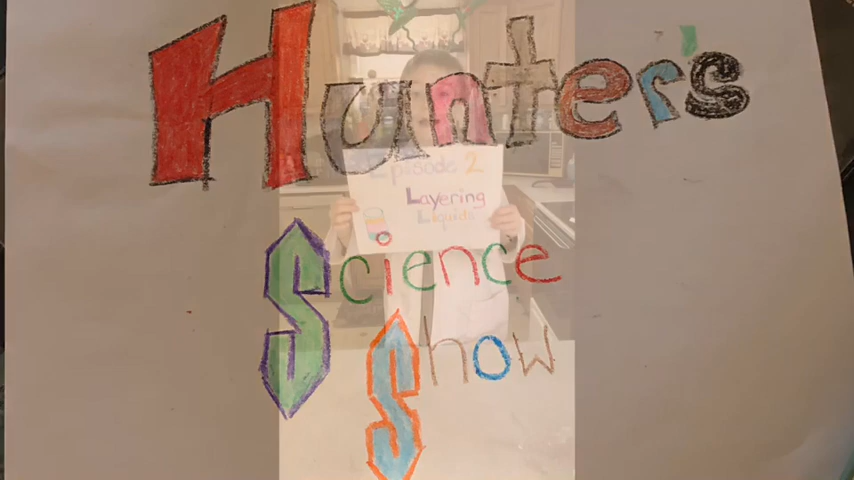 Hunter's
Episode 2
Layering
Liquids
Science
Show